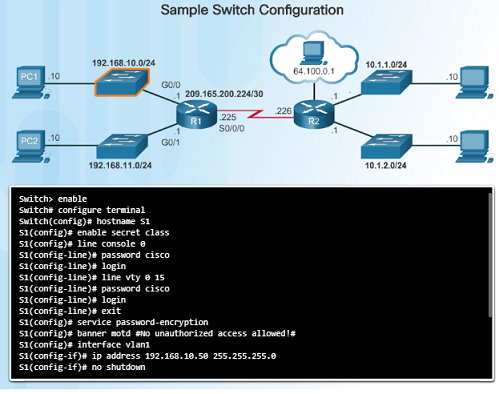 Sample Switch Configuration
PC1
.10
192.168.10.0/24
G0/0
.1
209.165.200.224/30
R1
.225
S0/0/0
.1
G0/1
PC2
.10
192.168.11.0/24
64.100.0.1
.226
R2
.1
.1
10.1.1.0/24
.10
10.1.2.0/24
.10
Switch> enable
Switch# configure terminal
Switch(config)# hostname S1
S1(config)# enable secret class
S1(config)# line console 0
S1(config-line)# password cisco
S1(config-line)# login
S1(config-line)# line vty 0 15
S1(config-line)# password cisco
S1(config-line)# login
S1(config-line)# exit
S1(config)# service password-encryption
S1(config)# banner motd #No unauthorized access allowed!#
S1(config)# interface vlan1
S1(config-if)# ip address 192.168.10.50 255.255.255.0
S1(config-if)# no shutdown